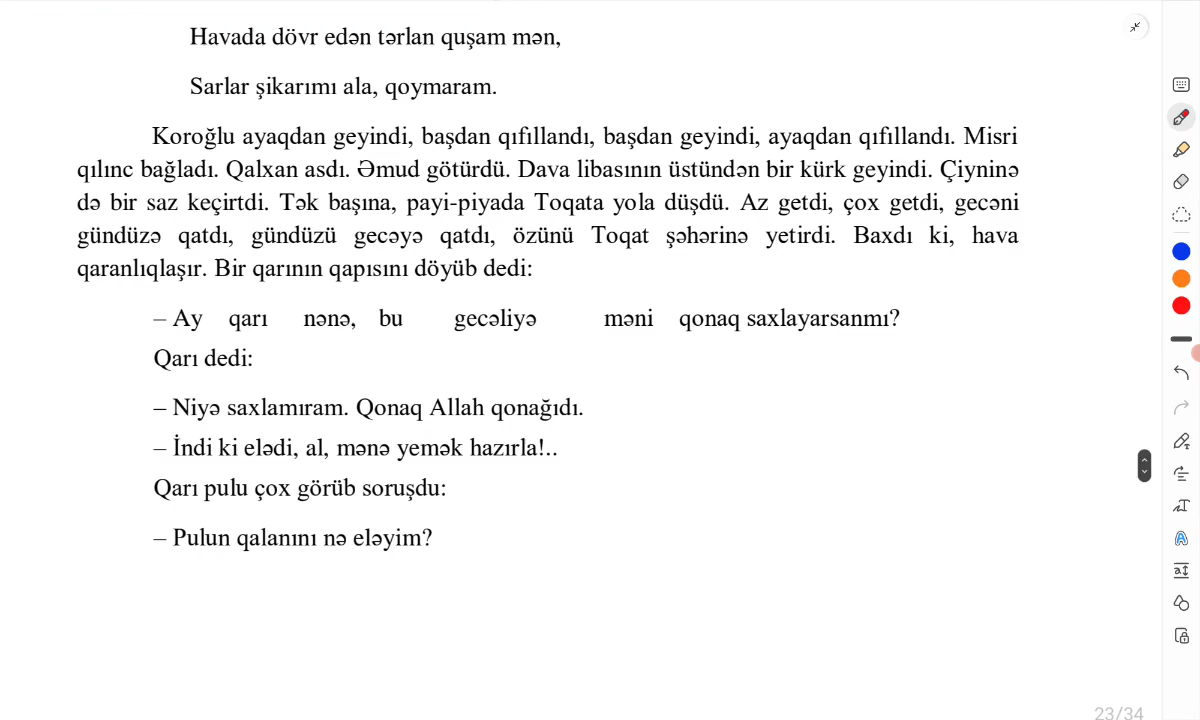 Havada dövr edən tərlan quşam mən,
Sarlar şikarımı ala, qoymaram.
Koroğlu ayaqdan geyindi, başdan qıfıllandı, başdan geyindi, ayaqdan qıfıllandı. Misri
qılınc bağladı. Qalxan asdı. Əmud götürdü. Dava libasının üstündən bir kürk geyindi. Çiyninə
də bir saz keçirtdi. Tək başına, payi-piyada Toqata yola düşdü. Az getdi, çox getdi, gecəni
gündüzə qatdı, gündüzü gecəyə qatdı, özünü Toqat şəhərinə yetirdi. Baxdı ki, hava
qaranlıqlaşır. Bir qarının qapısını döyüb dedi:
– Ay qarı nənə, bu gecəliyə məni qonaq saxlayarsanmı?
Qarı dedi:
– Niyə saxlamıram. Qonaq Allah qonağıdı.
– İndi ki elədi, al, mənə yemək hazırla!..
Qarı pulu çox görüb soruşdu:
– Pulun qalanını nə eləyim?
23/34